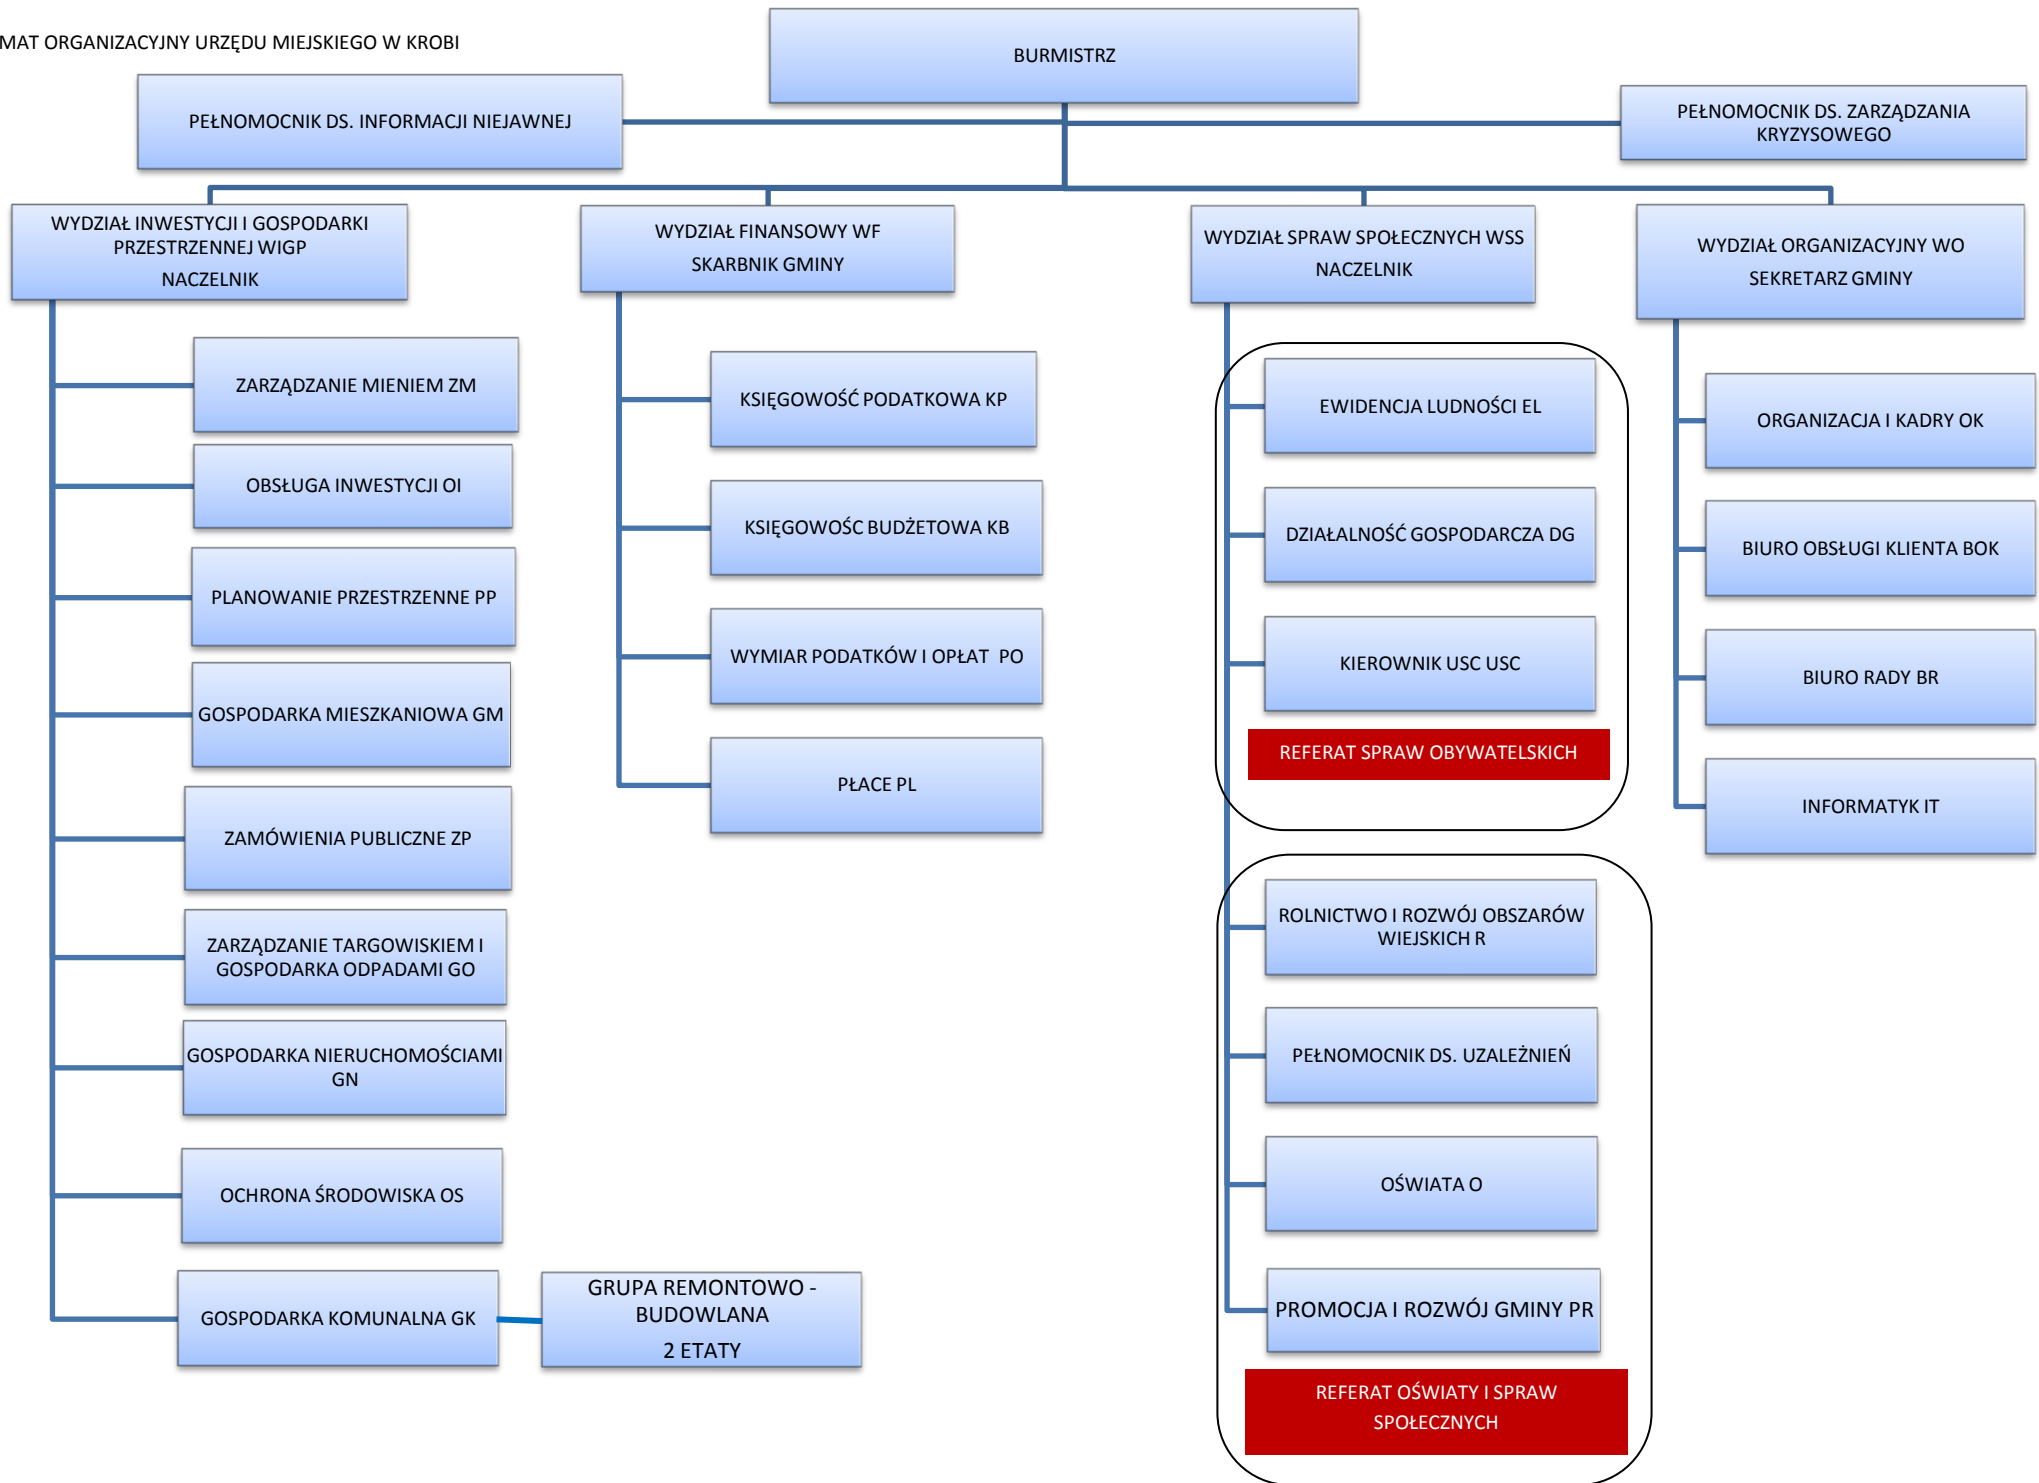 MAT ORGANIZACYJNY URZĘDU MIEJSKIEGO W KROBI
BURMISTRZ
PEŁNOMOCNIK DS. INFORMACJI NIEJAWNEJ
PEŁNOMOCNIK DS. ZARZĄDZANIA
KRYZYSOWEGO
WYDZIAŁ INWESTYCJI I GOSPODARKI
PRZESTRZENNEJ WIGP
NACZELNIK
WYDZIAŁ FINANSOWY WF
SKARBNIK GMINY
WYDZIAŁ SPRAW SPOŁECZNYCH WSS
NACZELNIK
WYDZIAŁ ORGANIZACYJNY WO
SEKRETARZ GMINY
ZARZĄDZANIE MIENIEM ZM
OBSŁUGA INWESTYCJI OI
PLANOWANIE PRZESTRZENNE PP
GOSPODARKA MIESZKANIOWA GM
ZAMÓWIENIA PUBLICZNE ZP
ZARZĄDZANIE TARGOWISKIEM I
GOSPODARKA ODPADAMI GO
GOSPODARKA NIERUCHOMOŚCIAMI
GN
OCHRONA ŚRODOWISKA OS
GOSPODARKA KOMUNALNA GK
GRUPA REMONTOWO -
BUDOWLANA
2 ETATY
KSIĘGOWOŚĆ PODATKOWA KP
KSIĘGOWOŚC BUDŻETOWA KB
WYMIAR PODATKÓW I OPŁAT  PO
PŁACE PL
EWIDENCJA LUDNOŚCI EL
DZIAŁALNOŚĆ GOSPODARCZA DG
KIEROWNIK USC USC
REFERAT SPRAW OBYWATELSKICH
ROLNICTWO I ROZWÓJ OBSZARÓW
WIEJSKICH R
PEŁNOMOCNIK DS. UZALEŻNIEŃ
OŚWIATA O
PROMOCJA I ROZWÓJ GMINY PR
REFERAT OŚWIATY I SPRAW
SPOŁECZNYCH
ORGANIZACJA I KADRY OK
BIURO OBSŁUGI KLIENTA BOK
BIURO RADY BR
INFORMATYK IT